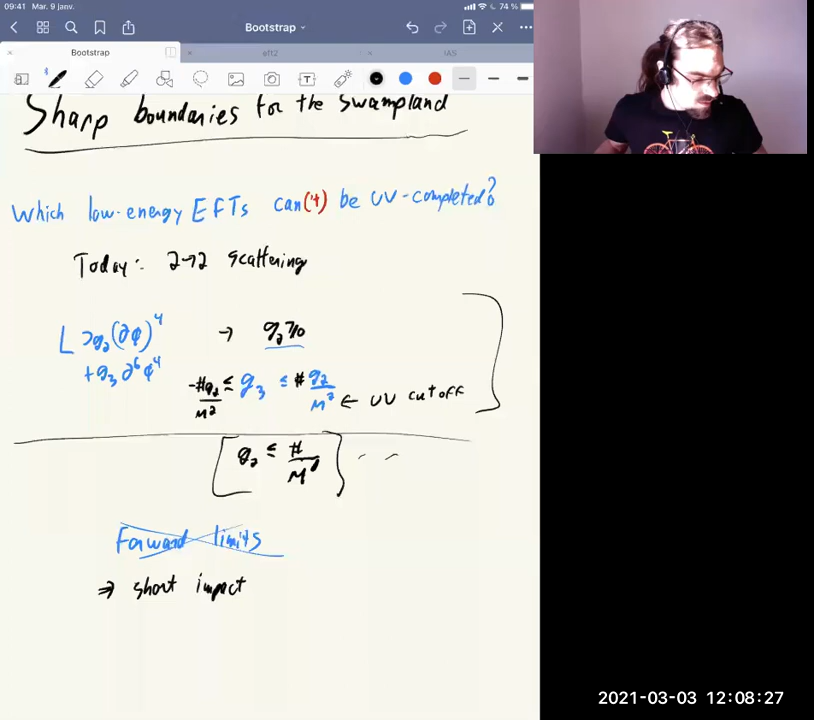 09:41 Mar. 9 janv.
74 %
Bootstrap
Bootstrap eft2 IAS
Sharp boundaries for the Swampland
Which low-energy EFTs can('t) be UV-completed?
Today: 2→2 scattering
L ⊃ g₂(∂φ)⁴ → g₂≥0
+ g₃ ∂⁶φ⁴
-# g₂/M² ≤ g₃ ≤ # g₂/M² ← UV cutoff
g₂ ≤ #/M⁴
Forward limits
⇒ short impact
2021-03-03 12:08:27